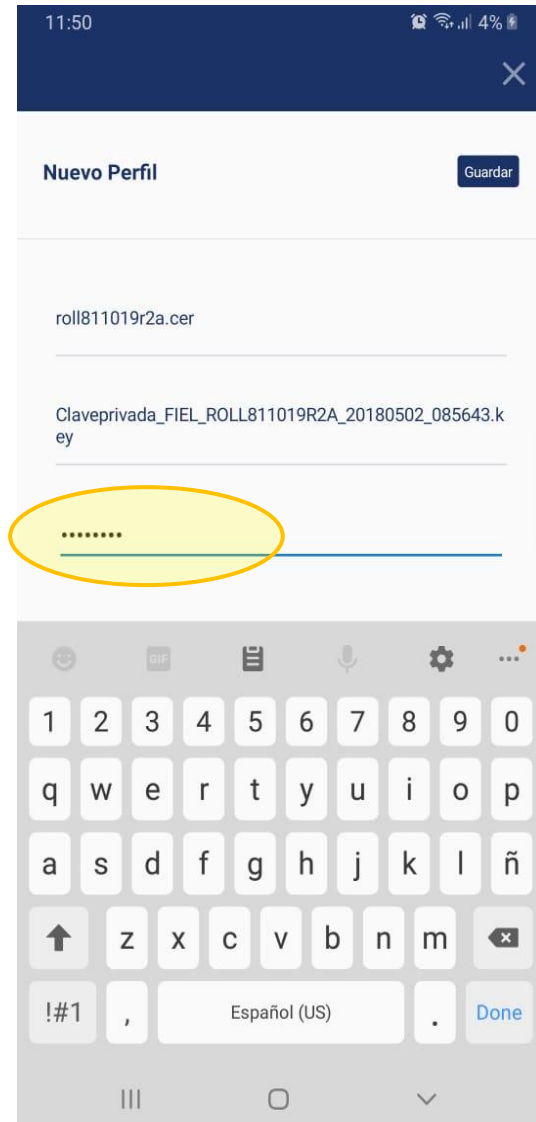 11:50 4%
Nuevo Perfil Guardar
roll811019r2a.cer
Claveprivada_FIEL_ROLL811019R2A_20180502_085643.k
ey
••••••••
GIF
1 2 3 4 5 6 7 8 9 0
q w e r t y u i o p
a s d f g h j k l ñ
z x c v b n m
!#1 , Español (US) . Done